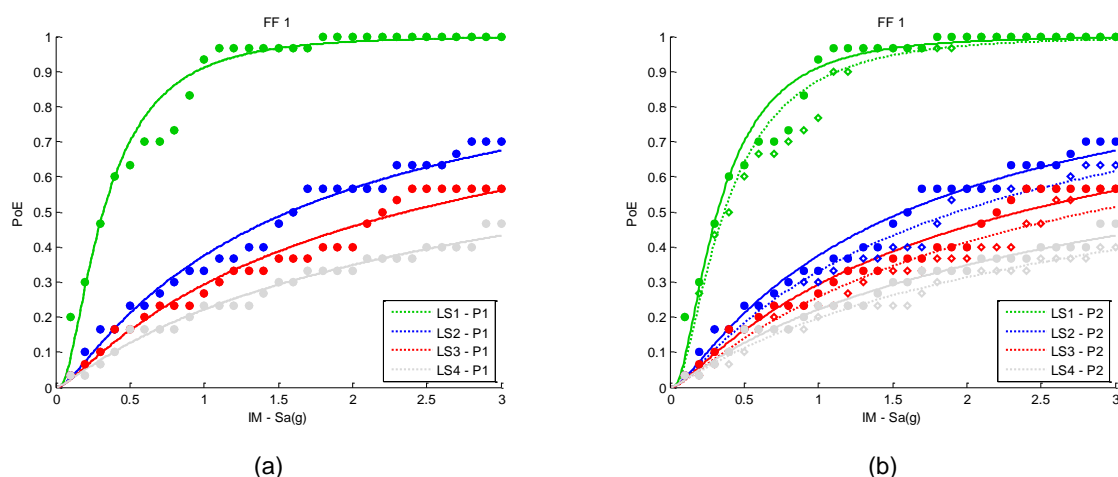 FF 1
PoE
1
0.9
0.8
0.7
0.6
0.5
0.4
0.3
0.2
0.1
0
0 0.5 1 1.5 2 2.5 3
IM - Sa(g)
LS1 - P1
LS2 - P1
LS3 - P1
LS4 - P1
(a)
FF 1
PoE
1
0.9
0.8
0.7
0.6
0.5
0.4
0.3
0.2
0.1
0
0 0.5 1 1.5 2 2.5 3
IM - Sa(g)
LS1 - P2
LS2 - P2
LS3 - P2
LS4 - P2
(b)